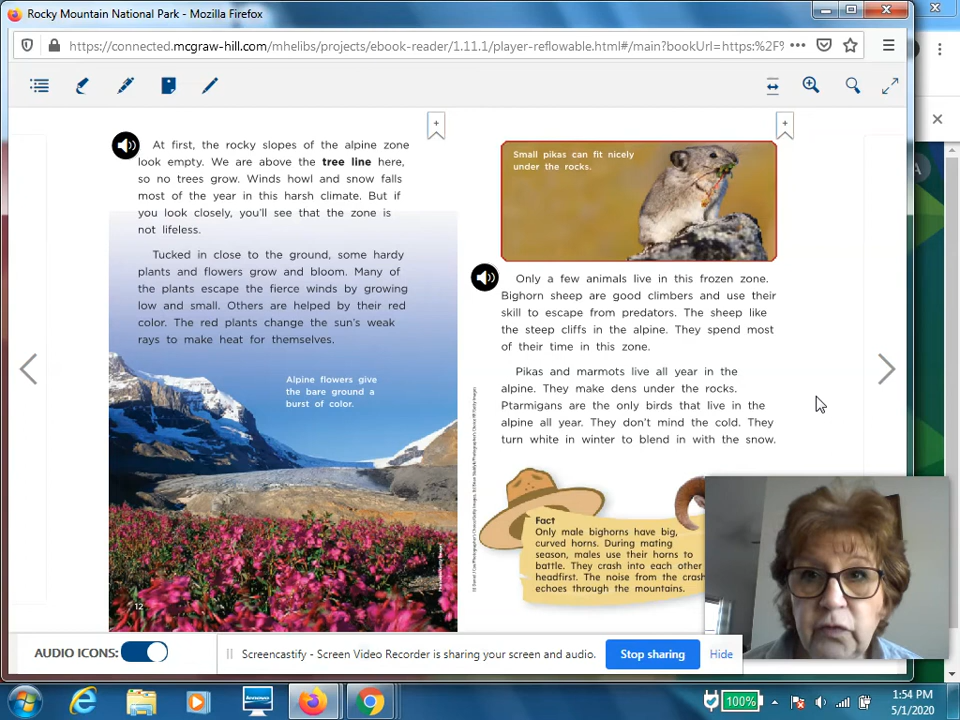 Rocky Mountain National Park - Mozilla Firefox
https://connected.mcgraw-hill.com/mhelibs/projects/ebook-reader/1.11.1/player-reflowable.html#/main?bookUrl=https:%2F%
At first, the rocky slopes of the alpine zone
look empty. We are above the tree line here,
so no trees grow. Winds howl and snow falls
most of the year in this harsh climate. But if
you look closely, you'll see that the zone is
not lifeless.
Tucked in close to the ground, some hardy
plants and flowers grow and bloom. Many of
the plants escape the fierce winds by growing
low and small. Others are helped by their red
color. The red plants change the sun's weak
rays to make heat for themselves.
Alpine flowers give
the bare ground a
burst of color.
12
Small pikas can fit nicely
under the rocks.
Only a few animals live in this frozen zone.
Bighorn sheep are good climbers and use their
skill to escape from predators. The sheep like
the steep cliffs in the alpine. They spend most
of their time in this zone.
Pikas and marmots live all year in the
alpine. They make dens under the rocks.
Ptarmigans are the only birds that live in the
alpine all year. They don't mind the cold. They
turn white in winter to blend in with the snow.
Fact
Only male bighorns have big,
curved horns. During mating
season, males use their horns to
battle. They crash into each other
headfirst. The noise from the crash
echoes through the mountains.
AUDIO ICONS:
Screencastify - Screen Video Recorder is sharing your screen and audio.
Stop sharing
Hide
100%
1:54 PM
5/1/2020